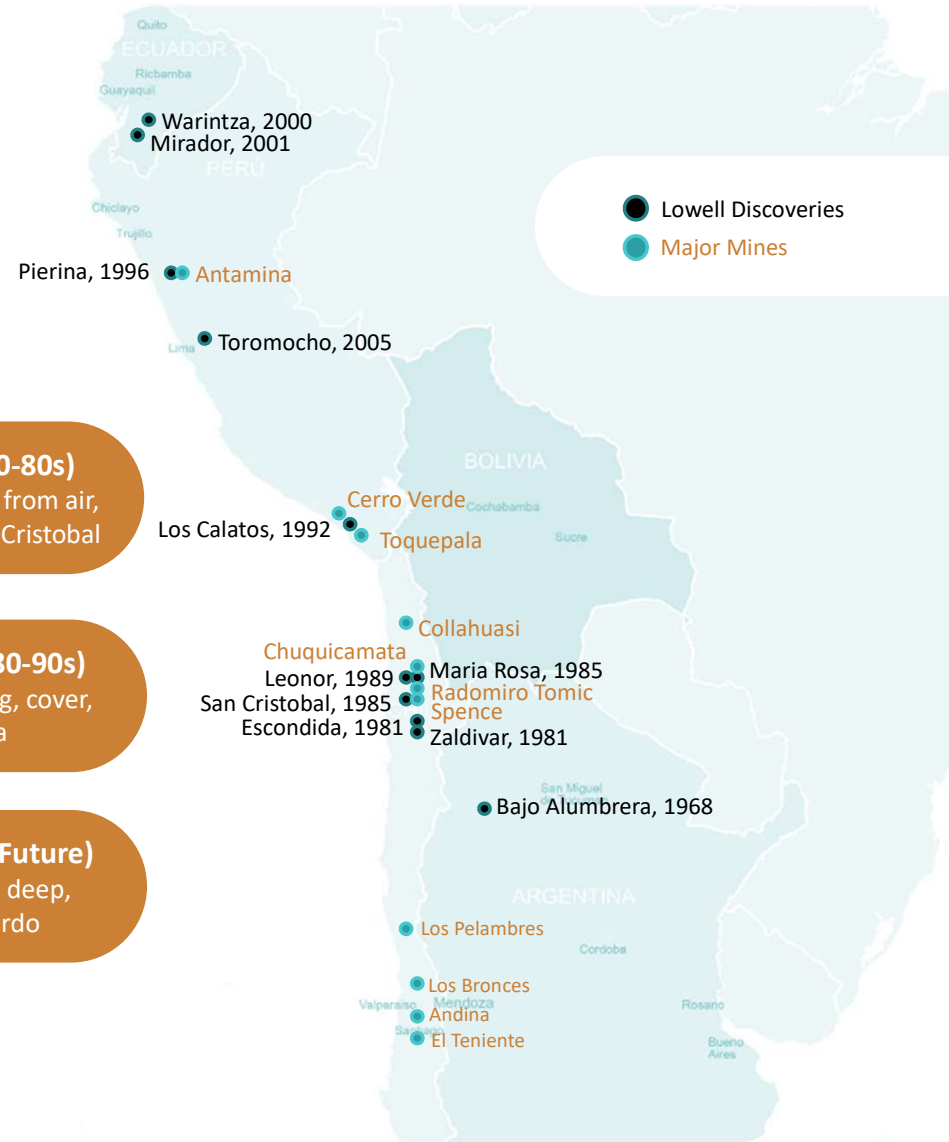 Quito
ECUADOR
Ricbamba
Guayaquil
Warintza, 2000
Mirador, 2001
PERÚ
Lowell Discoveries
Major Mines
Chiclayo
Trujillo
Pierina, 1996
Antamina
Lima
Toromocho, 2005
0-80s)
from air,
Cristobal
BOLIVIA
Cerro Verde
Cochabamba
Los Calatos, 1992
Toquepala
Sucre
Collahuasi
Chuquicamata
Maria Rosa, 1985
Leonor, 1989
Radomiro Tomic
San Cristobal, 1985
Spence
Escondida, 1981
Zaldivar, 1981
80-90s)
g, cover,
a
San Miguel
Bajo Alumbrera, 1968
Future)
deep,
rdo
ARGENTINA
Los Pelambres
Cordoba
Los Bronces
Valparaiso
Mendoza
Rosario
Andina
Santiago
El Teniente
Bueno
Aires